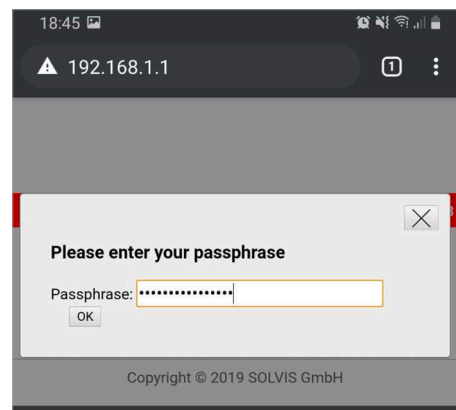 18:45
192.168.1.1
1
Please enter your passphrase
Passphrase: ••••••••••••••••
OK
Copyright © 2019 SOLVIS GmbH